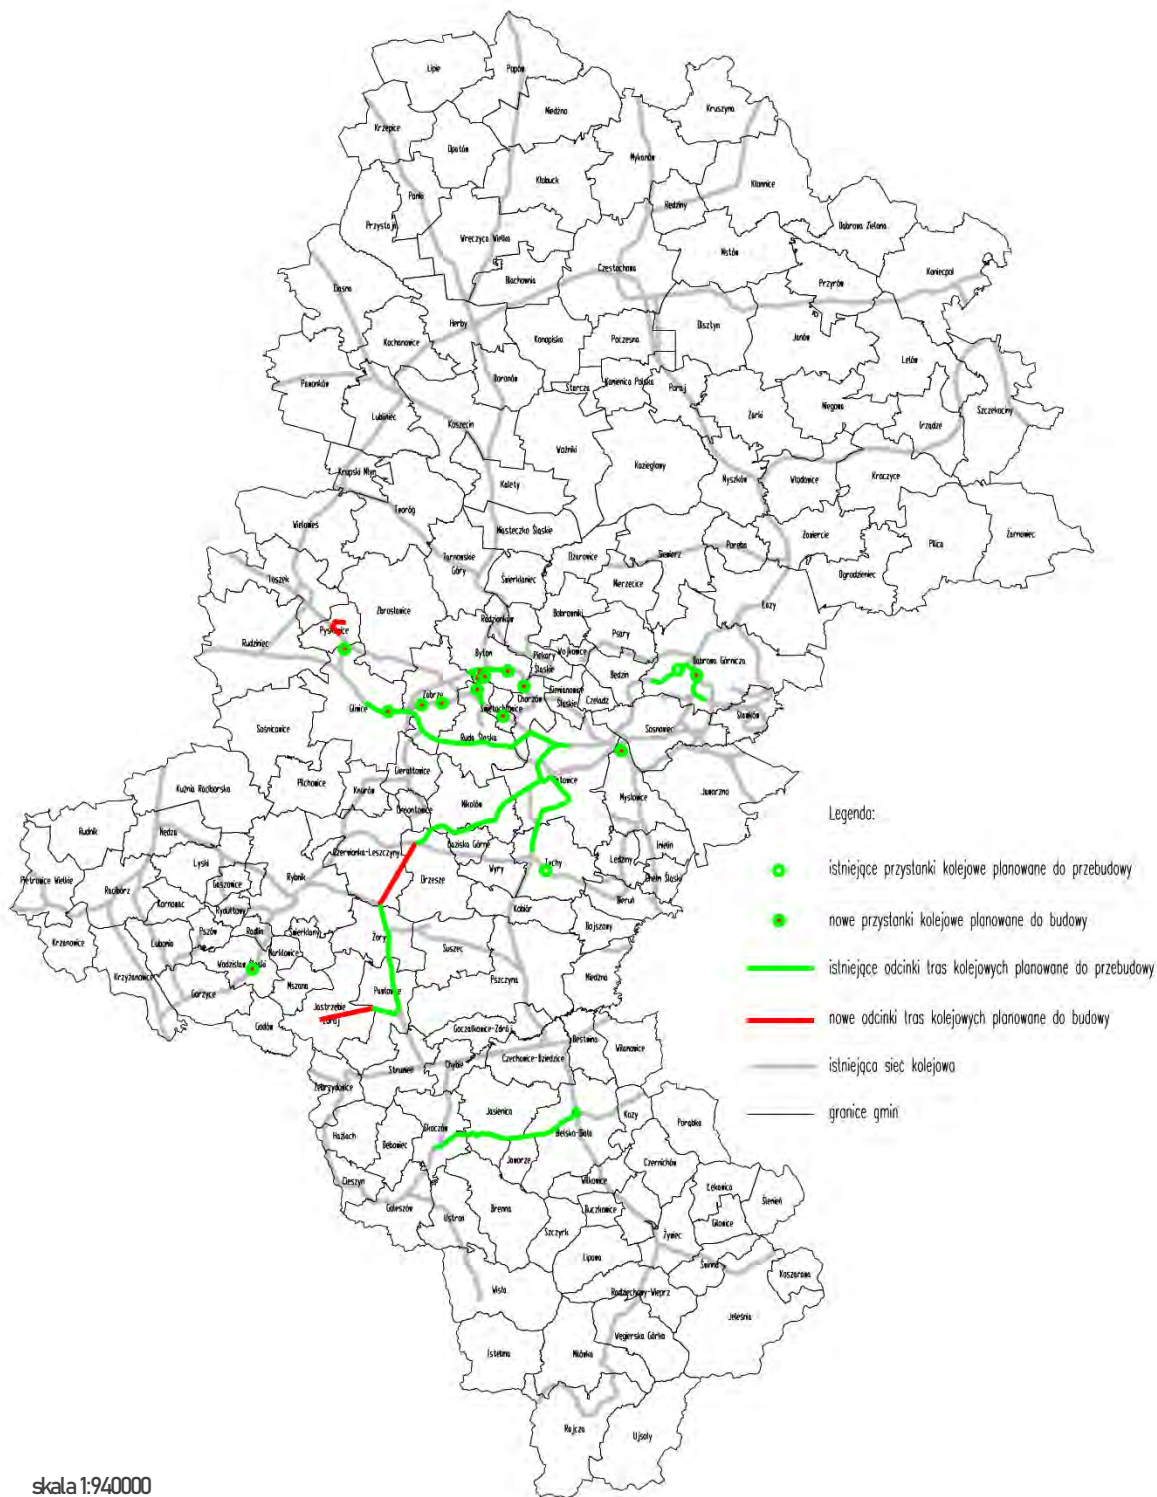 Lipie
Popów
Kruszyna
Miedźno
Krzepice
Opatów
Mykanów
Kłobuck
Kłomnice
Panki
Rędziny
Przystajń
Dąbrowa Zielona
Wręczyca Wielka
Mstów
Częstochowa
Koniecpol
Blachownia
Przyrów
Ciasna
Herby
Olsztyn
Kochanowice
Konopiska
Poczesna
Janów
Lelów
Boronów
Pawonków
Starcza
Kamienica Polska
Poraj
Żarki
Niegowa
Szczekociny
Lubliniec
Koszęcin
Irządze
Woźniki
Koziegłowy
Krupski Młyn
Kalety
Myszków
Włodowice
Kroczyce
Tworóg
Wielowieś
Miasteczko Śląskie
Poręba
Zawiercie
Pilica
Żarnowiec
Tarnowskie
Góry
Ożarowice
Siewierz
Toszek
Świerklaniec
Mierzęcice
Ogrodzieniec
Zbrosławice
Radzionków
Bobrowniki
Łazy
Pyskowice
Psary
Rudziniec
Bytom
Piekary
Śląskie
Wojkowice
Będzin
Dąbrowa Górnicza
Zabrze
Siemianowice
Śląskie
Czeladź
Chorzów
Gliwice
Świętochłowice
Sławków
Sośnicowice
Ruda Śląska
Sosnowiec
Gierałtowice
Kuźnia Raciborska
Pilchowice
Knurów
Katowice
Mysłowice
Jaworzno
Ornontowice
Mikołów
Rudnik
Nędza
Łaziska Górne
Imielin
Czerwionka-Leszczyny
Lędziny
Lyski
Tychy
Chełm Śląski
Pietrowice Wielkie
Gaszowice
Wyry
Orzesze
Racibórz
Rybnik
Bieruń
Kornowac
Rydułtowy
Kobiór
Bojszowy
Pszów
Radlin
Świerklany
Żory
Krzanowice
Lubomia
Marklowice
Suszec
Wodzisław Śląski
Krzyżanowice
Mszana
Pszczyna
Miedźna
Gorzyce
Pawłowice
Jastrzębie
Zdrój
Godów
Goczałkowice-Zdrój
Bestwina
Wilamowice
Czechowice-Dziedzice
Strumień
Chybie
Zebrzydowice
Jasienica
Kozy
Porąbka
Skoczów
Hażlach
Dębowiec
Bielsko-Biała
Jaworze
Czernichów
Cieszyn
Wilkowice
Łękawica
Ślemień
Goleszów
Brenna
Buczkowice
Gilowice
Ustroń
Szczyrk
Żywiec
Lipowa
Świnna
Koszarawa
Wisła
Radziechowy-Wieprz
Jeleśnia
Węgierska Górka
Istebna
Milówka
Rajcza
Ujsoły
Legenda:
istniejące przystanki kolejowe planowane do przebudowy
nowe przystanki kolejowe planowane do budowy
istniejące odcinki tras kolejowych planowane do przebudowy
nowe odcinki tras kolejowych planowane do budowy
istniejąca sieć kolejowa
granice gmin
skala 1:940000